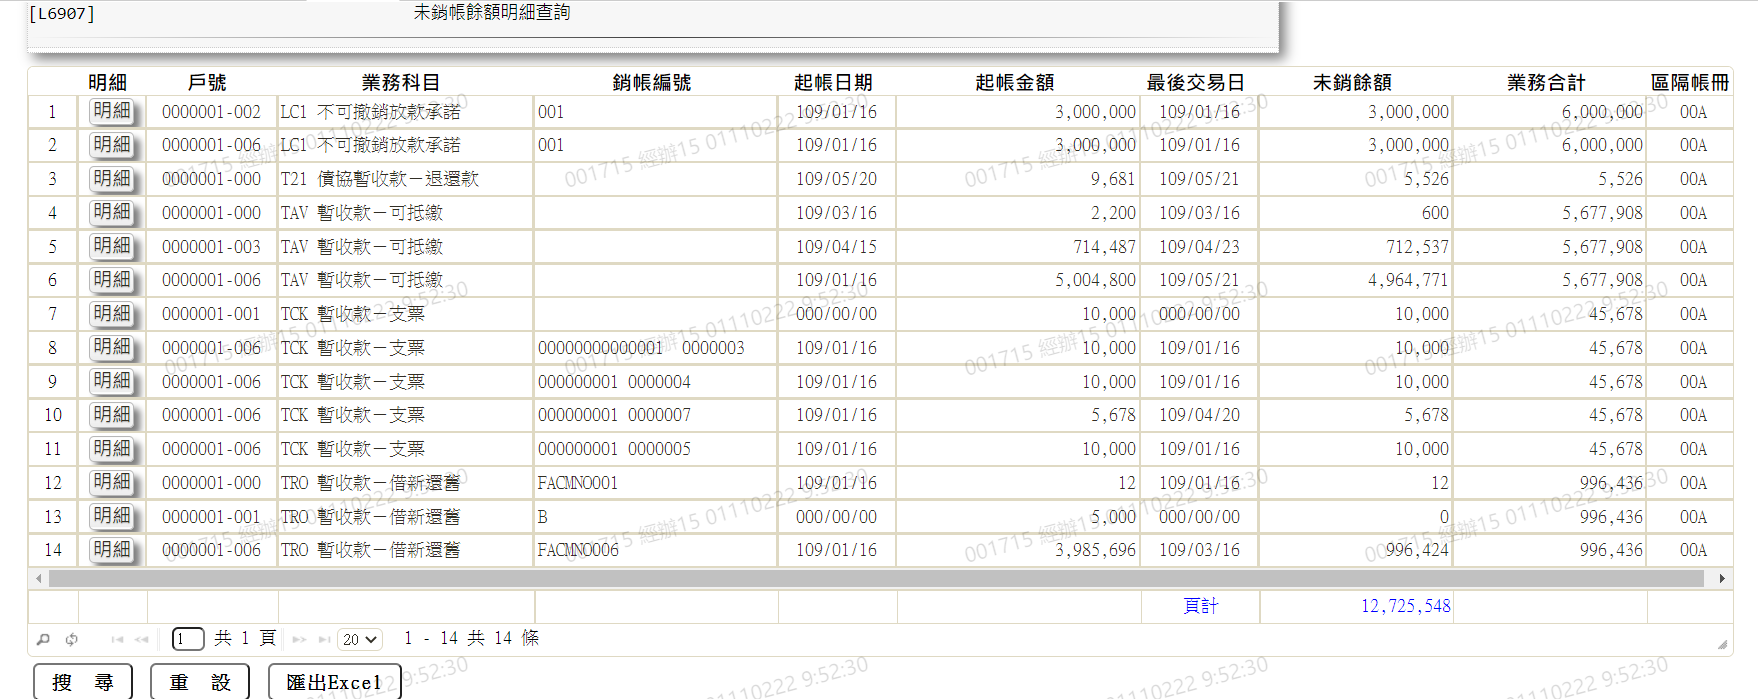 [L6907] 未銷帳餘額明細查詢
明細 戶號 業務科目 銷帳編號 起帳日期 起帳金額 最後交易日 未銷餘額 業務合計 區隔帳冊
1 明細 0000001-002 LC1 不可撤銷放款承諾 001 109/01/16 3,000,000 109/01/16 3,000,000 6,000,000 00A
2 明細 0000001-006 LC1 不可撤銷放款承諾 001 109/01/16 3,000,000 109/01/16 3,000,000 6,000,000 00A
3 明細 0000001-000 T21 債協暫收款－退還款 109/05/20 9,681 109/05/21 5,526 5,526 00A
4 明細 0000001-000 TAV 暫收款－可抵繳 109/03/16 2,200 109/03/16 600 5,677,908 00A
5 明細 0000001-003 TAV 暫收款－可抵繳 109/04/15 714,487 109/04/23 712,537 5,677,908 00A
6 明細 0000001-006 TAV 暫收款－可抵繳 109/01/16 5,004,800 109/05/21 4,964,771 5,677,908 00A
7 明細 0000001-001 TCK 暫收款－支票 000/00/00 10,000 000/00/00 10,000 45,678 00A
8 明細 0000001-006 TCK 暫收款－支票 00000000000001 0000003 109/01/16 10,000 109/01/16 10,000 45,678 00A
9 明細 0000001-006 TCK 暫收款－支票 000000001 0000004 109/01/16 10,000 109/01/16 10,000 45,678 00A
10 明細 0000001-006 TCK 暫收款－支票 000000001 0000007 109/01/16 5,678 109/04/20 5,678 45,678 00A
11 明細 0000001-006 TCK 暫收款－支票 000000001 0000005 109/01/16 10,000 109/01/16 10,000 45,678 00A
12 明細 0000001-000 TRO 暫收款－借新還舊 FACMNO001 109/01/16 12 109/01/16 12 996,436 00A
13 明細 0000001-001 TRO 暫收款－借新還舊 B 000/00/00 5,000 000/00/00 0 996,436 00A
14 明細 0000001-006 TRO 暫收款－借新還舊 FACMNO006 109/01/16 3,985,696 109/03/16 996,424 996,436 00A
頁計 12,725,548
1 共 1 頁 20 1 - 14 共 14 條
搜 尋 重 設 匯出Excel
001715 經辦15 01110222 9:52:30